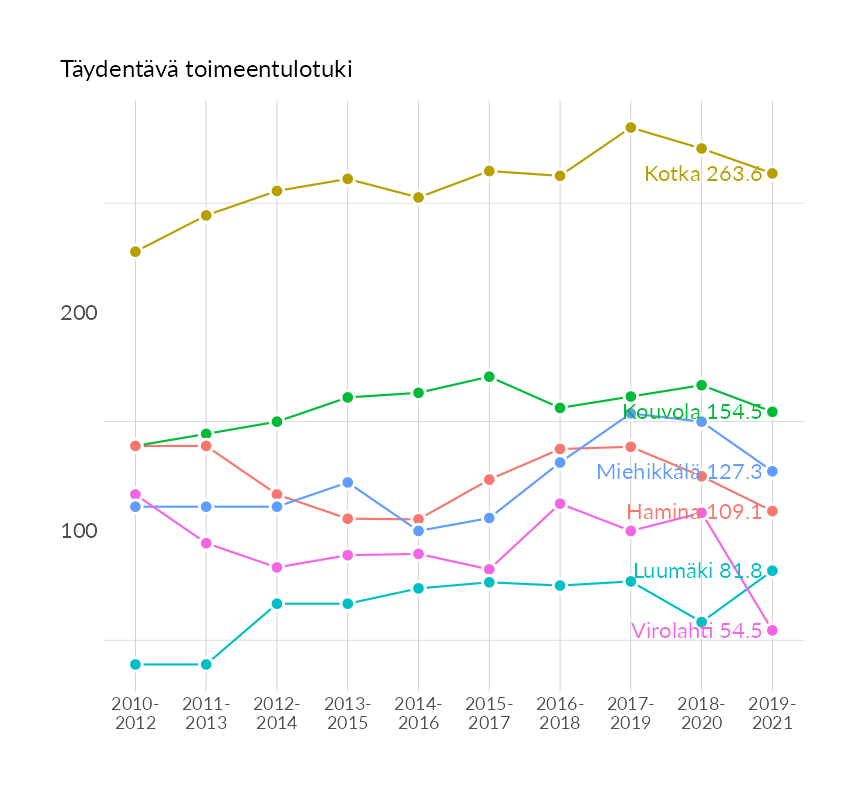 Täydentävä toimeentulotuki
Kotka 263.6
200
Kouvola 154.5
Miehikkälä 127.3
Hamina 109.1
100
Luumäki 81.8
Virolahti 54.5
2010- 2011- 2012- 2013- 2014- 2015- 2016- 2017- 2018- 2019-
2012 2013 2014 2015 2016 2017 2018 2019 2020 2021